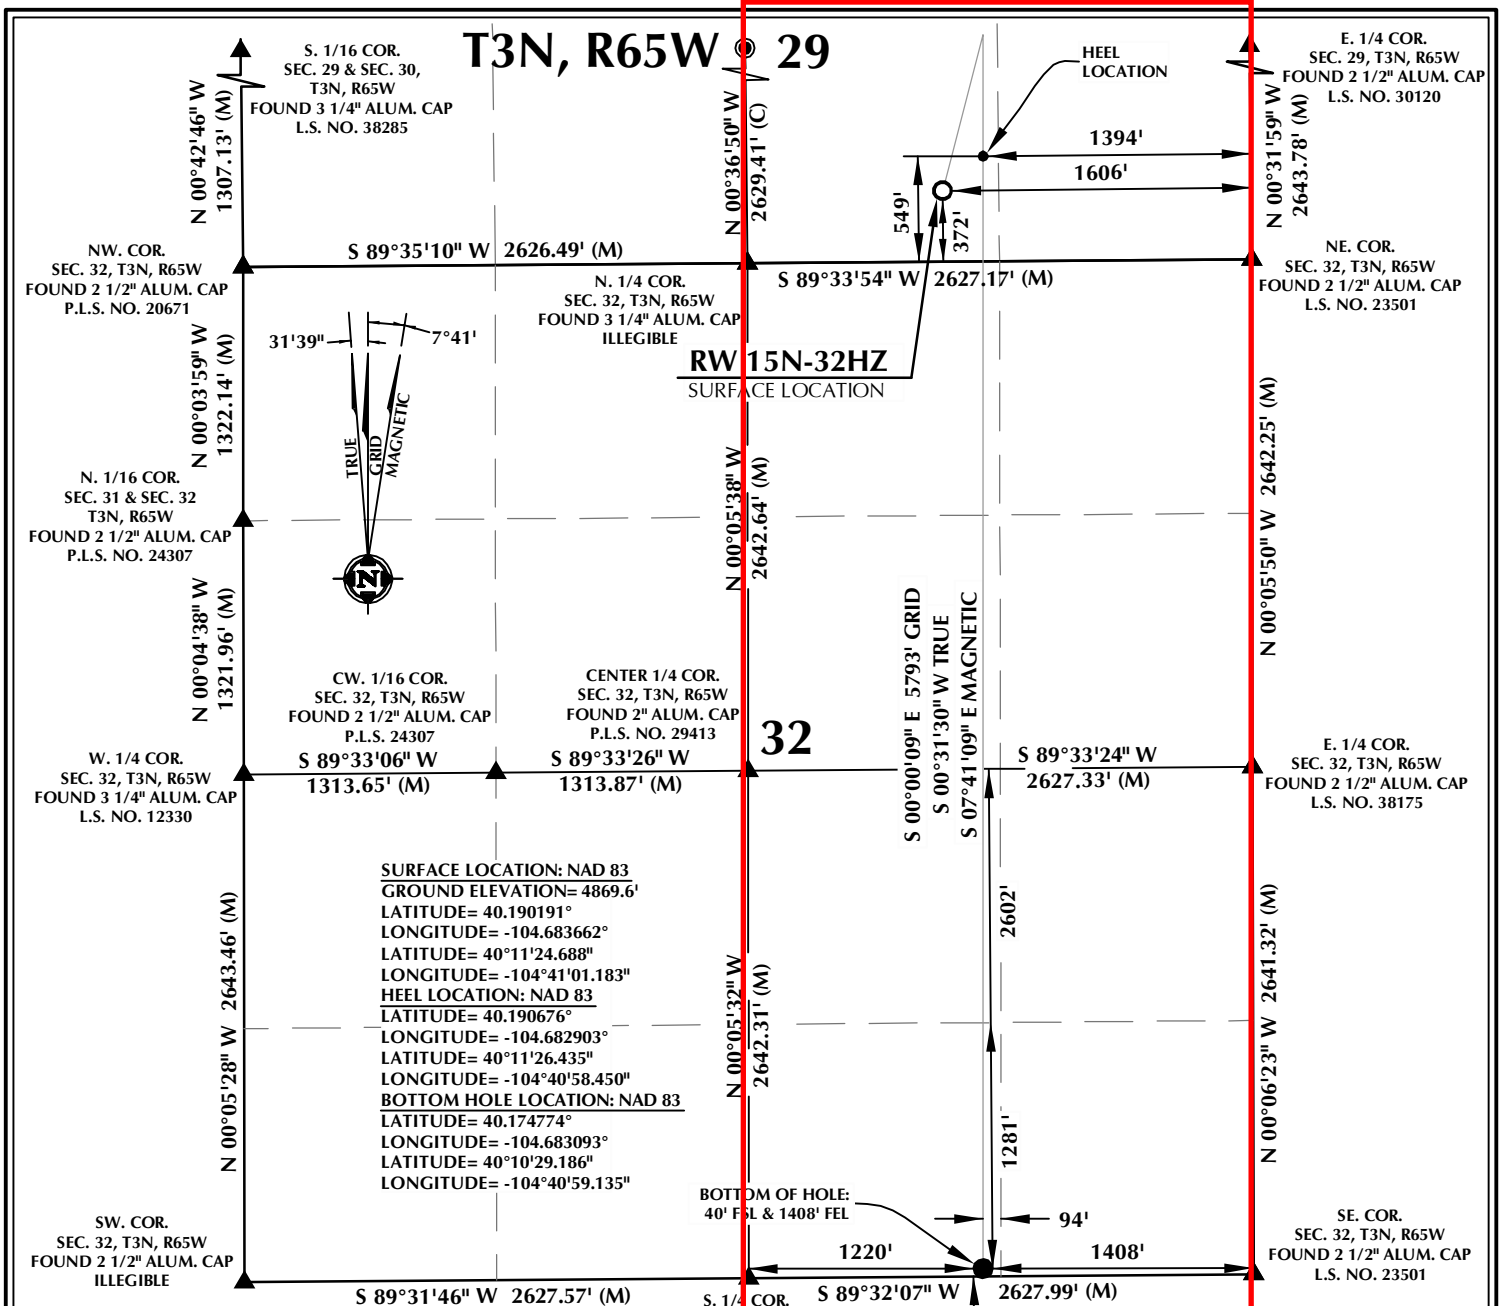 T3N, R65W
29
S. 1/16 COR.
SEC. 29 & SEC. 30,
T3N, R65W
FOUND 3 1/4" ALUM. CAP
L.S. NO. 38285
HEEL
LOCATION
E. 1/4 COR.
SEC. 29, T3N, R65W
FOUND 2 1/2" ALUM. CAP
L.S. NO. 30120
N 00°42'46" W
1307.13' (M)
N 00°36'50" W
2629.41' (C)
1394'
1606'
549'
372'
N 00°31'59" W
2643.78' (M)
NW. COR.
SEC. 32, T3N, R65W
FOUND 2 1/2" ALUM. CAP
P.L.S. NO. 20671
S 89°35'10" W 2626.49' (M)
N. 1/4 COR.
SEC. 32, T3N, R65W
FOUND 3 1/4" ALUM. CAP
ILLEGIBLE
S 89°33'54" W 2627.17' (M)
NE. COR.
SEC. 32, T3N, R65W
FOUND 2 1/2" ALUM. CAP
L.S. NO. 23501
31'39"
7°41'
TRUE
GRID
MAGNETIC
N
RW 15N-32HZ
SURFACE LOCATION
N 00°03'59" W
1322.14' (M)
N 00°05'38" W
2642.64' (M)
N 00°05'50" W 2642.25' (M)
N. 1/16 COR.
SEC. 31 & SEC. 32
T3N, R65W
FOUND 2 1/2" ALUM. CAP
P.L.S. NO. 24307
N 00°04'38" W
1321.96' (M)
S 00°00'09" E 5793' GRID
S 00°31'30" W TRUE
S 07°41'09" E MAGNETIC
CW. 1/16 COR.
SEC. 32, T3N, R65W
FOUND 2 1/2" ALUM. CAP
P.L.S. 24307
CENTER 1/4 COR.
SEC. 32, T3N, R65W
FOUND 2" ALUM. CAP
P.L.S. NO. 29413
32
W. 1/4 COR.
SEC. 32, T3N, R65W
FOUND 3 1/4" ALUM. CAP
L.S. NO. 12330
S 89°33'06" W
1313.65' (M)
S 89°33'26" W
1313.87' (M)
S 89°33'24" W
2627.33' (M)
E. 1/4 COR.
SEC. 32, T3N, R65W
FOUND 2 1/2" ALUM. CAP
L.S. NO. 38175
SURFACE LOCATION: NAD 83
GROUND ELEVATION= 4869.6'
LATITUDE= 40.190191°
LONGITUDE= -104.683662°
LATITUDE= 40°11'24.688"
LONGITUDE= -104°41'01.183"
HEEL LOCATION: NAD 83
LATITUDE= 40.190676°
LONGITUDE= -104.682903°
LATITUDE= 40°11'26.435"
LONGITUDE= -104°40'58.450"
BOTTOM HOLE LOCATION: NAD 83
LATITUDE= 40.174774°
LONGITUDE= -104.683093°
LATITUDE= 40°10'29.186"
LONGITUDE= -104°40'59.135"
N 00°05'28" W 2643.46' (M)
N 00°05'32" W
2642.31' (M)
2602'
1281'
N 00°06'23" W 2641.32' (M)
BOTTOM OF HOLE:
40' FSL & 1408' FEL
94'
1220'
1408'
SW. COR.
SEC. 32, T3N, R65W
FOUND 2 1/2" ALUM. CAP
ILLEGIBLE
SE. COR.
SEC. 32, T3N, R65W
FOUND 2 1/2" ALUM. CAP
L.S. NO. 23501
S 89°31'46" W 2627.57' (M)
S. 1/4 COR.
S 89°32'07" W 2627.99' (M)